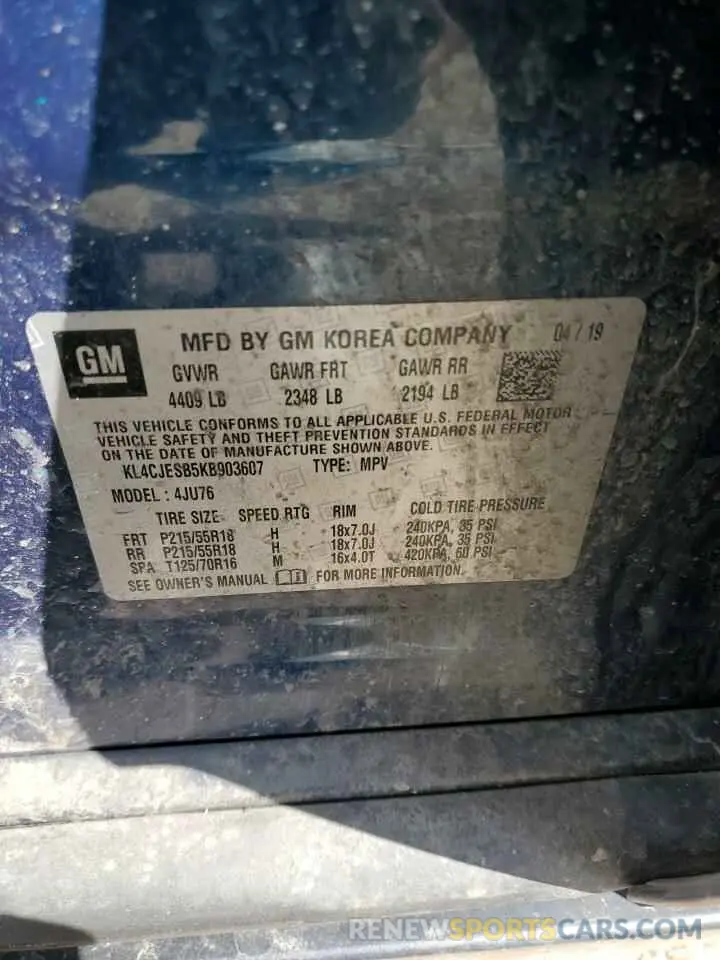 GM
MFD BY GM KOREA COMPANY 04 / 19
GVWR GAWR FRT GAWR RR
4409 LB 2348 LB 2194 LB
THIS VEHICLE CONFORMS TO ALL APPLICABLE U.S. FEDERAL MOTOR
VEHICLE SAFETY AND THEFT PREVENTION STANDARDS IN EFFECT
ON THE DATE OF MANUFACTURE SHOWN ABOVE.
KL4CJESB5KB903607 TYPE: MPV
MODEL : 4JU76
TIRE SIZE SPEED RTG RIM COLD TIRE PRESSURE
FRT P215/55R18 H 18x7.0J 240KPA, 35 PSI
RR P215/55R18 H 18x7.0J 240KPA, 35 PSI
SPA T125/70R16 M 16x4.0T 420KPA, 60 PSI
SEE OWNER'S MANUAL FOR MORE INFORMATION.
RENEWSPORTSCARS.COM